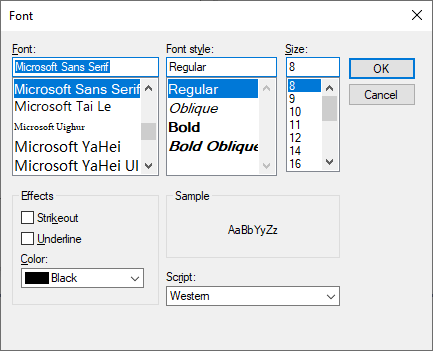 Font
Font:
Font style:
Size:
Microsoft Sans Serif
Regular
8
OK
Cancel
Microsoft Sans Serif
Microsoft Tai Le
Microsoft Uighur
Microsoft YaHei
Microsoft YaHei UI
Regular
Oblique
Bold
Bold Oblique
8
9
10
11
12
14
16
Effects
Strikeout
Underline
Color:
Black
Sample
AaBbYyZz
Script:
Western